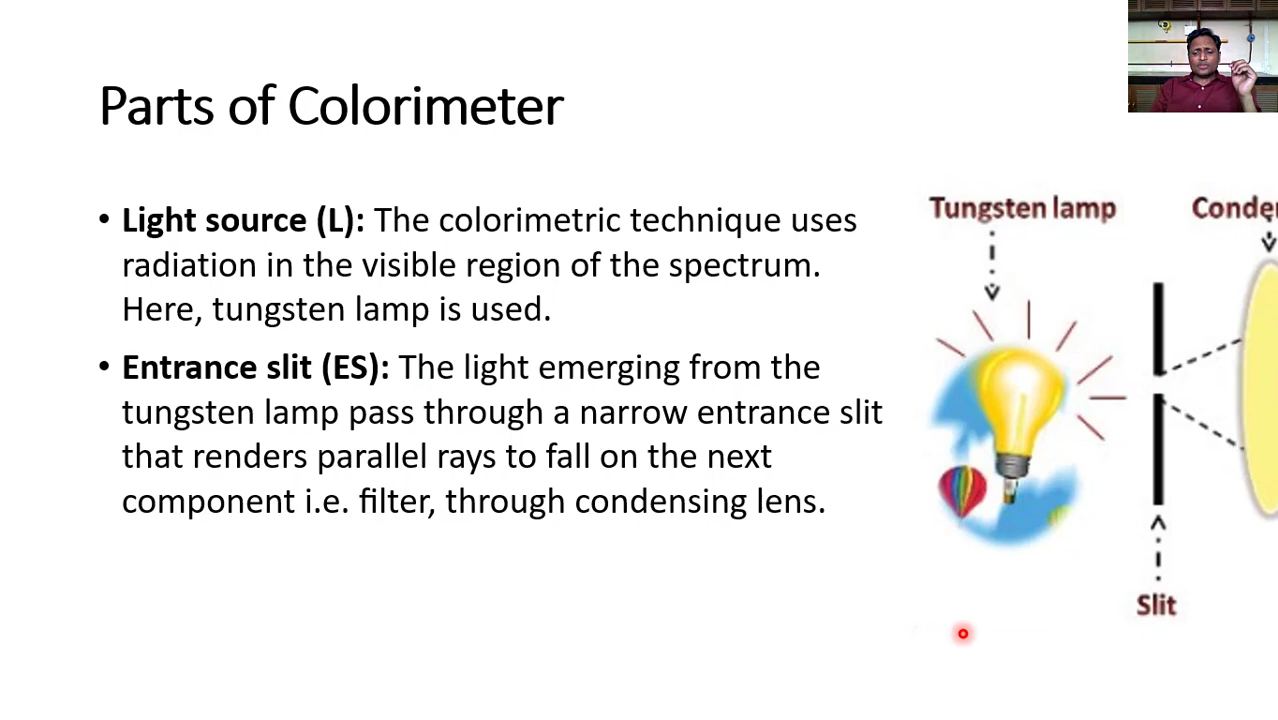 Parts of Colorimeter
• Light source (L): The colorimetric technique uses
radiation in the visible region of the spectrum.
Here, tungsten lamp is used.
• Entrance slit (ES): The light emerging from the
tungsten lamp pass through a narrow entrance slit
that renders parallel rays to fall on the next
component i.e. filter, through condensing lens.
Tungsten lamp
Conde
Slit